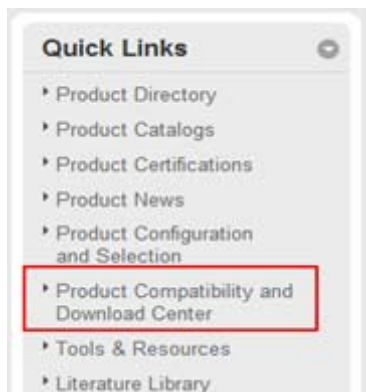 Quick Links
Product Directory
Product Catalogs
Product Certifications
Product News
Product Configuration
and Selection
Product Compatibility and
Download Center
Tools & Resources
Literature Library